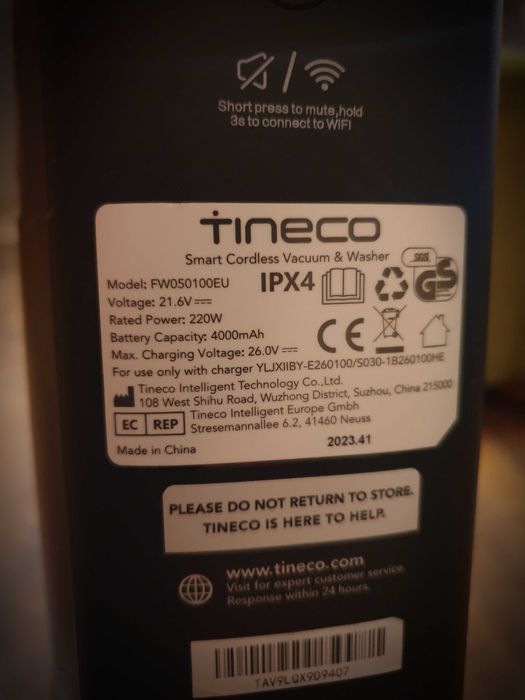 Short press to mute,hold
3s to connect to WIFI
TINECO
Smart Cordless Vacuum & Washer
SGS
Model: FW050100EU
IPX4
GS
Voltage: 21.6V
Rated Power: 220W
Battery Capacity: 4000mAh
CE
Max. Charging Voltage: 26.0V
For use only with charger YLJXIIBY-E260100/S030-1B260100HE
Tineco Intelligent Technology Co.,Ltd.
108 West Shihu Road, Wuzhong District, Suzhou, China 215000
EC REP
Tineco Intelligent Europe Gmbh
Stresemannallee 6.2, 41460 Neuss
2023.41
Made in China
PLEASE DO NOT RETURN TO STORE.
TINECO IS HERE TO HELP.
www.tineco.com
Visit for expert customer service.
Response within 24 hours.
TAV9LQX9D9407